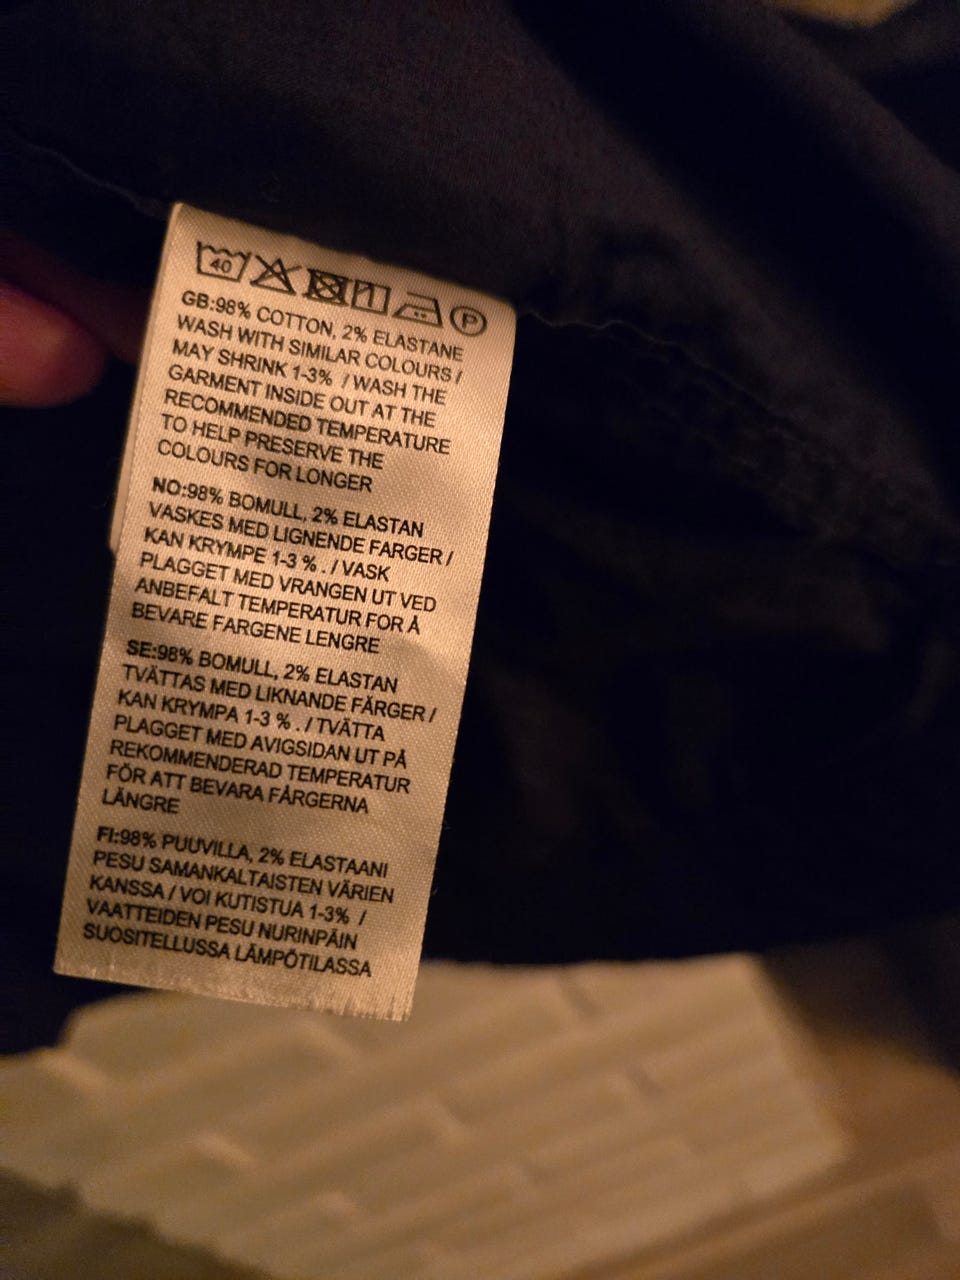 40 P
GB:98% COTTON, 2% ELASTANE
WASH WITH SIMILAR COLOURS /
MAY SHRINK 1-3% / WASH THE
GARMENT INSIDE OUT AT THE
RECOMMENDED TEMPERATURE
TO HELP PRESERVE THE
COLOURS FOR LONGER
NO:98% BOMULL, 2% ELASTAN
VASKES MED LIGNENDE FARGER /
KAN KRYMPE 1-3 % . / VASK
PLAGGET MED VRANGEN UT VED
ANBEFALT TEMPERATUR FOR Å
BEVARE FARGENE LENGRE
SE:98% BOMULL, 2% ELASTAN
TVÄTTAS MED LIKNANDE FÄRGER /
KAN KRYMPA 1-3 % . / TVÄTTA
PLAGGET MED AVIGSIDAN UT PÅ
REKOMMENDERAD TEMPERATUR
FÖR ATT BEVARA FÄRGERNA
LÄNGRE
FI:98% PUUVILLA, 2% ELASTAANI
PESU SAMANKALTAISTEN VÄRIEN
KANSSA / VOI KUTISTUA 1-3% /
VAATTEIDEN PESU NURINPÄIN
SUOSITELLUSSA LÄMPÖTILASSA